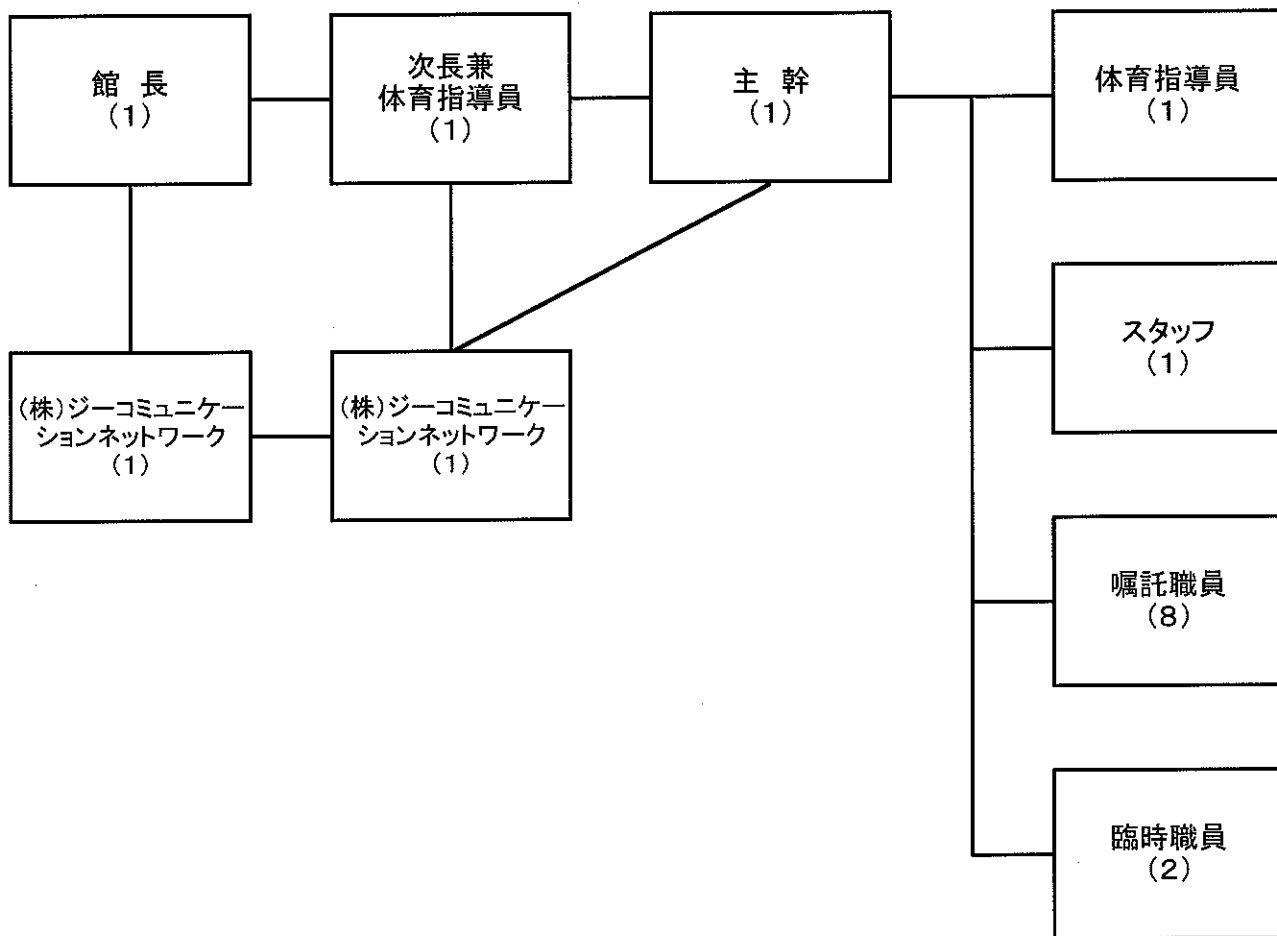 館 長
(1)
次長兼
体育指導員
(1)
主 幹
(1)
体育指導員
(1)
(株)ジーコミュニケー
ションネットワーク
(1)
(株)ジーコミュニケー
ションネットワーク
(1)
スタッフ
(1)
嘱託職員
(8)
臨時職員
(2)